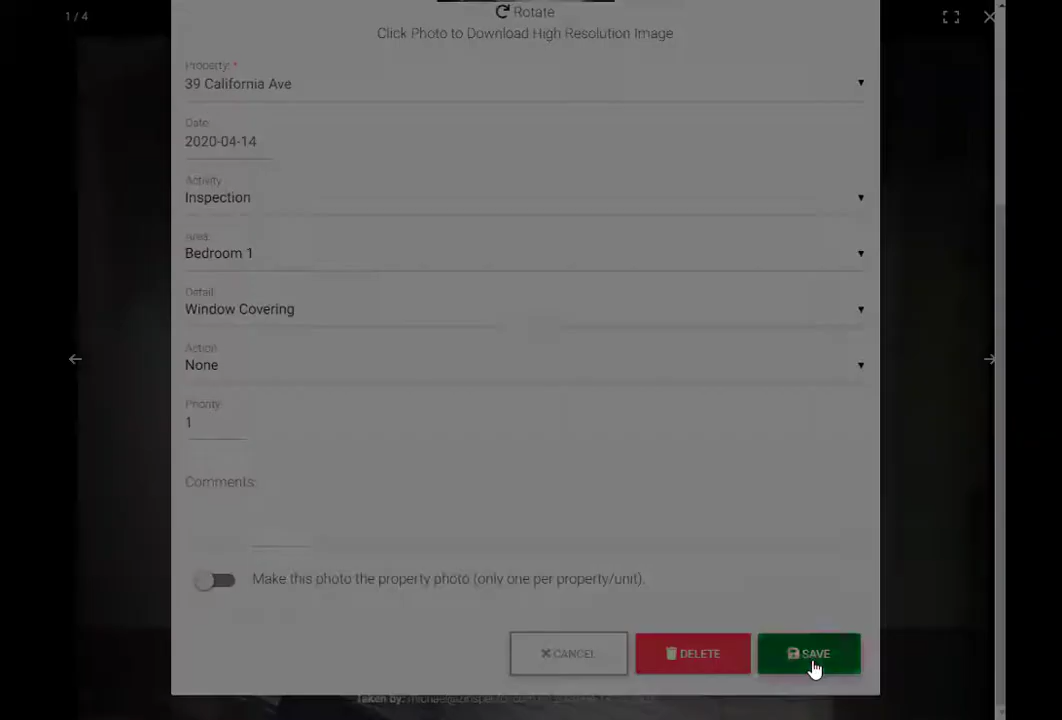 1 / 4
Rotate
Click Photo to Download High Resolution Image
Property: *
39 California Ave
Date:
2020-04-14
Activity:
Inspection
Area:
Bedroom 1
Detail:
Window Covering
Action:
None
Priority:
1
Comments:
Make this photo the property photo (only one per property/unit).
CANCEL DELETE SAVE
Taken by: